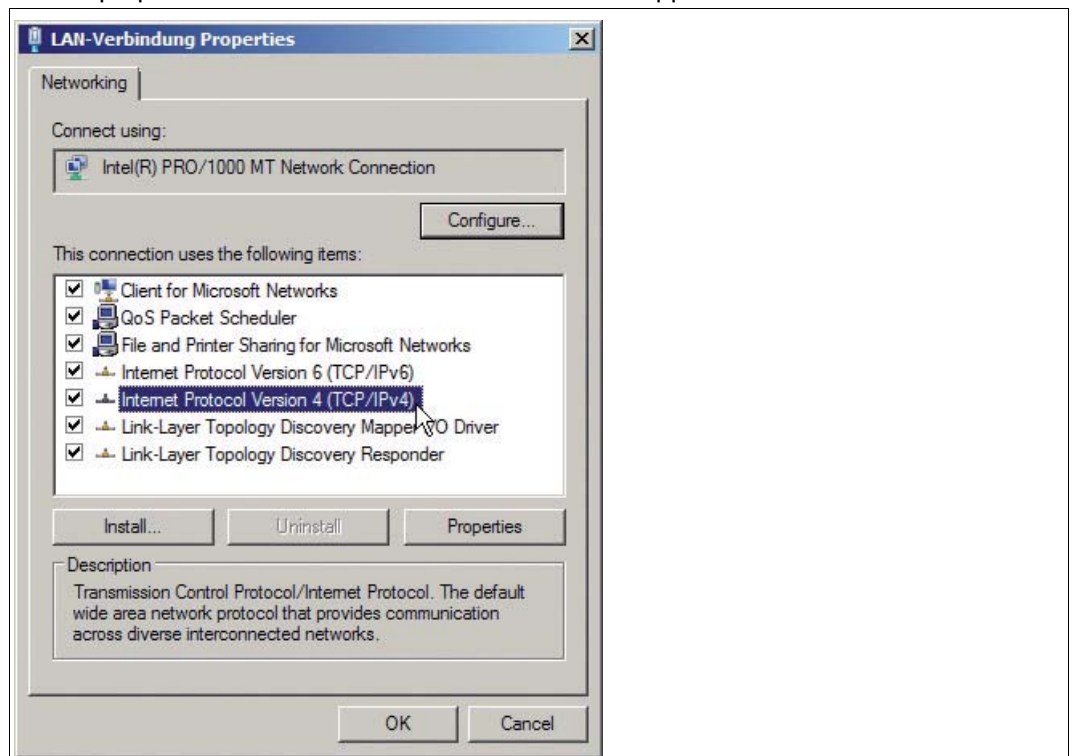 LAN-Verbindung Properties
Networking
Connect using:
Intel(R) PRO/1000 MT Network Connection
Configure...
This connection uses the following items:
Client for Microsoft Networks
QoS Packet Scheduler
File and Printer Sharing for Microsoft Networks
Internet Protocol Version 6 (TCP/IPv6)
Internet Protocol Version 4 (TCP/IPv4)
Link-Layer Topology Discovery Mapper I/O Driver
Link-Layer Topology Discovery Responder
Install... Uninstall Properties
Description
Transmission Control Protocol/Internet Protocol. The default
wide area network protocol that provides communication
across diverse interconnected networks.
OK Cancel